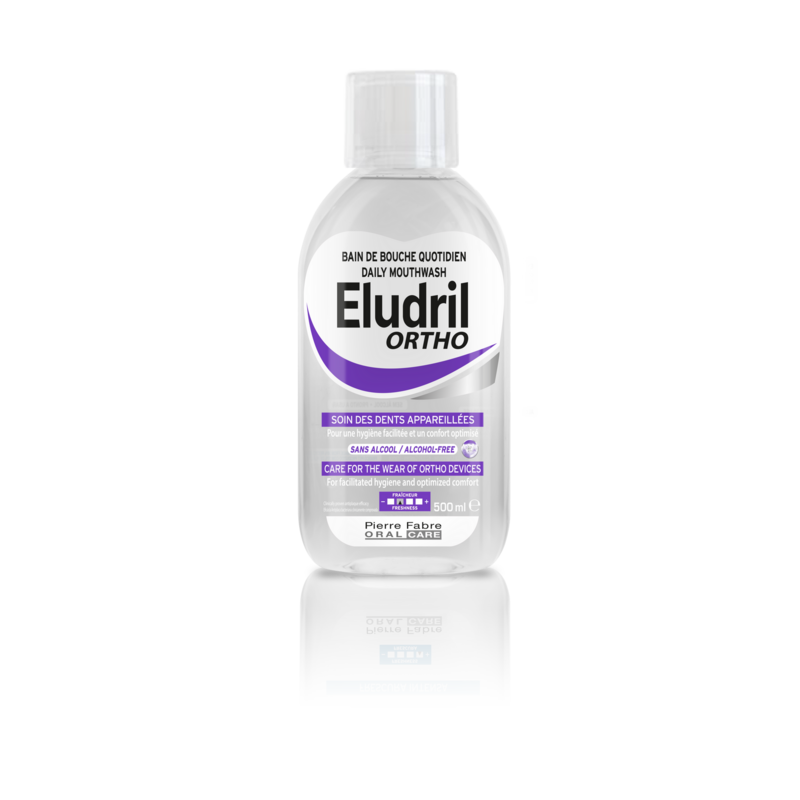 BAIN DE BOUCHE QUOTIDIEN
DAILY MOUTHWASH
Eludril
ORTHO
SOIN DES DENTS APPAREILLÉES
Pour une hygiène facilitée et un confort optimisé
SANS ALCOOL / ALCOHOL-FREE
CARE FOR THE WEAR OF ORTHO DEVICES
For facilitated hygiene and optimized comfort
FRAÎCHEUR
- +
FRESHNESS
500 ml ℮
Pierre Fabre
ORAL CARE